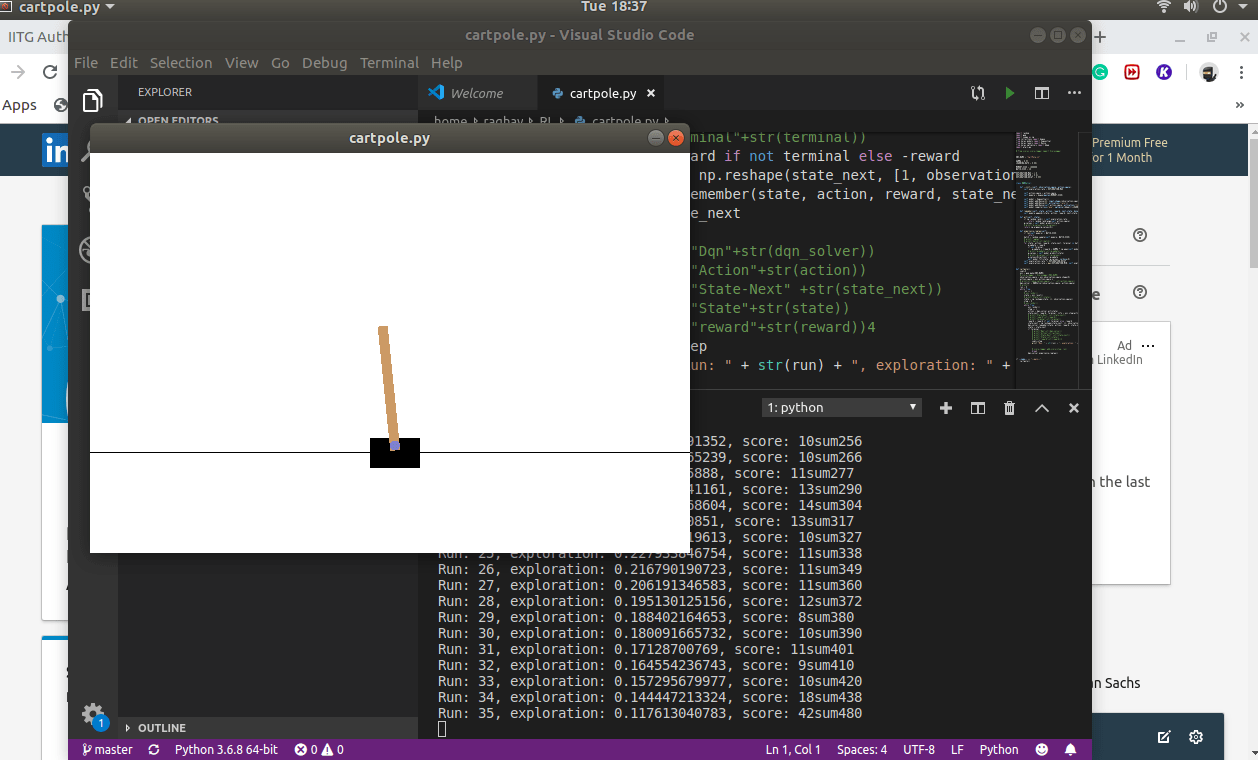 cartpole.py
Tue 18:37
IITG Auth
cartpole.py - Visual Studio Code
File Edit Selection View Go Debug Terminal Help
Apps
EXPLORER
Welcome
cartpole.py
OPEN EDITORS
home raghav RL cartpole.py
in
Premium Free
or 1 Month
cartpole.py
minal"+str(terminal))
ard if not terminal else -reward
np.reshape(state_next, [1, observation
emember(state, action, reward, state_ne
e_next
"Dqn"+str(dqn_solver))
"Action"+str(action))
"State-Next" +str(state_next))
"State"+str(state))
"reward"+str(reward))4
ep
un: " + str(run) + ", exploration: " +
Ad
LinkedIn
1: python
91352, score: 10sum256
55239, score: 10sum266
5888, score: 11sum277
41161, score: 13sum290
58604, score: 14sum304
0851, score: 13sum317
19613, score: 10sum327
Run: 25, exploration: 0.227933846754, score: 11sum338
Run: 26, exploration: 0.216790190723, score: 11sum349
Run: 27, exploration: 0.206191346583, score: 11sum360
Run: 28, exploration: 0.195130125156, score: 12sum372
Run: 29, exploration: 0.188402164653, score: 8sum380
Run: 30, exploration: 0.180091665732, score: 10sum390
Run: 31, exploration: 0.17128700769, score: 11sum401
Run: 32, exploration: 0.164554236743, score: 9sum410
Run: 33, exploration: 0.157295679977, score: 10sum420
Run: 34, exploration: 0.144447213324, score: 18sum438
Run: 35, exploration: 0.117613040783, score: 42sum480
n the last
n Sachs
OUTLINE
1
master
Python 3.6.8 64-bit
0
0
Ln 1, Col 1
Spaces: 4
UTF-8
LF
Python